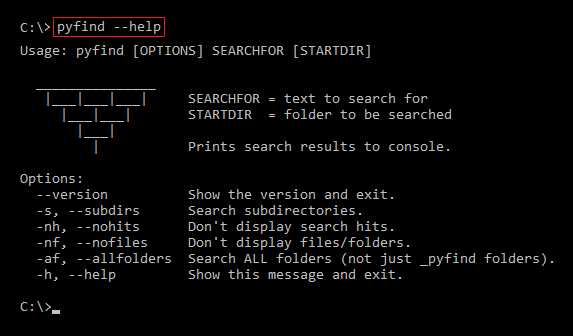 C:\> pyfind --help
Usage: pyfind [OPTIONS] SEARCHFOR [STARTDIR]
_______________
|___|___|___|     SEARCHFOR = text to search for
|___|___|       STARTDIR  = folder to be searched
|___|
|           Prints search results to console.
Options:
--version          Show the version and exit.
-s, --subdirs      Search subdirectories.
-nh, --nohits      Don't display search hits.
-nf, --nofiles     Don't display files/folders.
-af, --allfolders  Search ALL folders (not just _pyfind folders).
-h, --help         Show this message and exit.
C:\>_